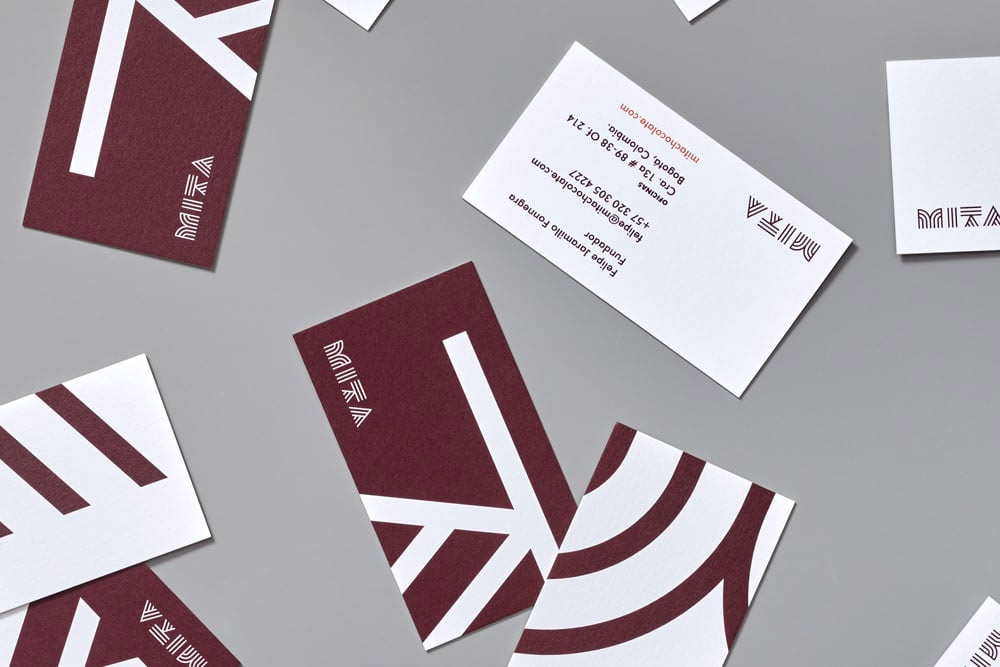 MITA
MITA
Felipe Jaramillo Fonnegra
Fundador
felipe@mitachocolate.com
+57 320 305 4227
OFICINAS
Cra. 13a # 89-38 Of. 214
Bogotá, Colombia.
mitachocolate.com
MITA
MITA
MITA